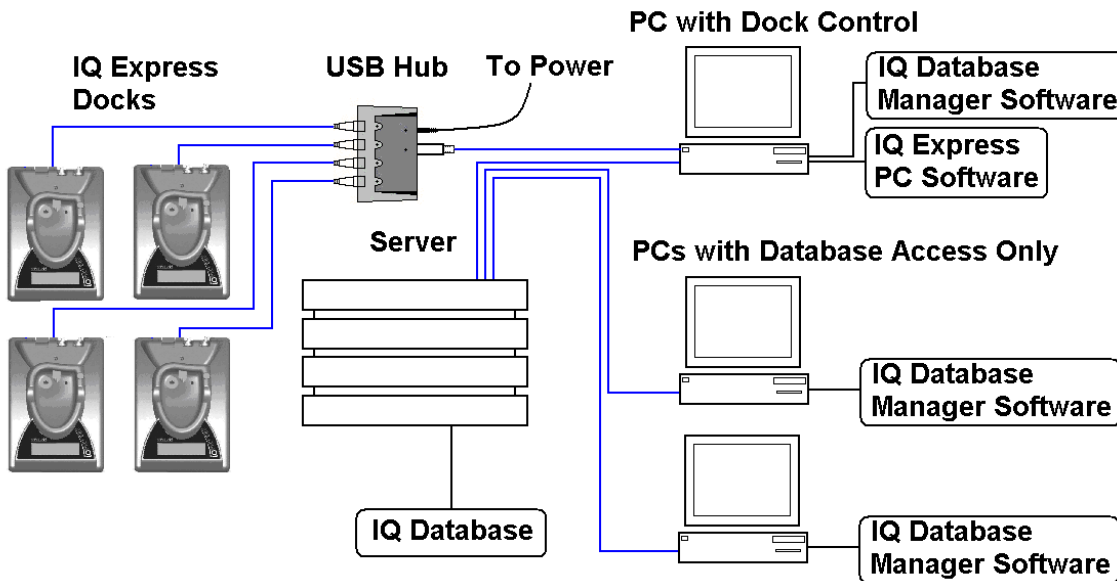 PC with Dock Control
IQ Express
Docks
USB Hub
To Power
IQ Database
Manager Software
IQ Express
PC Software
Server
PCs with Database Access Only
IQ Database
Manager Software
IQ Database
IQ Database
Manager Software